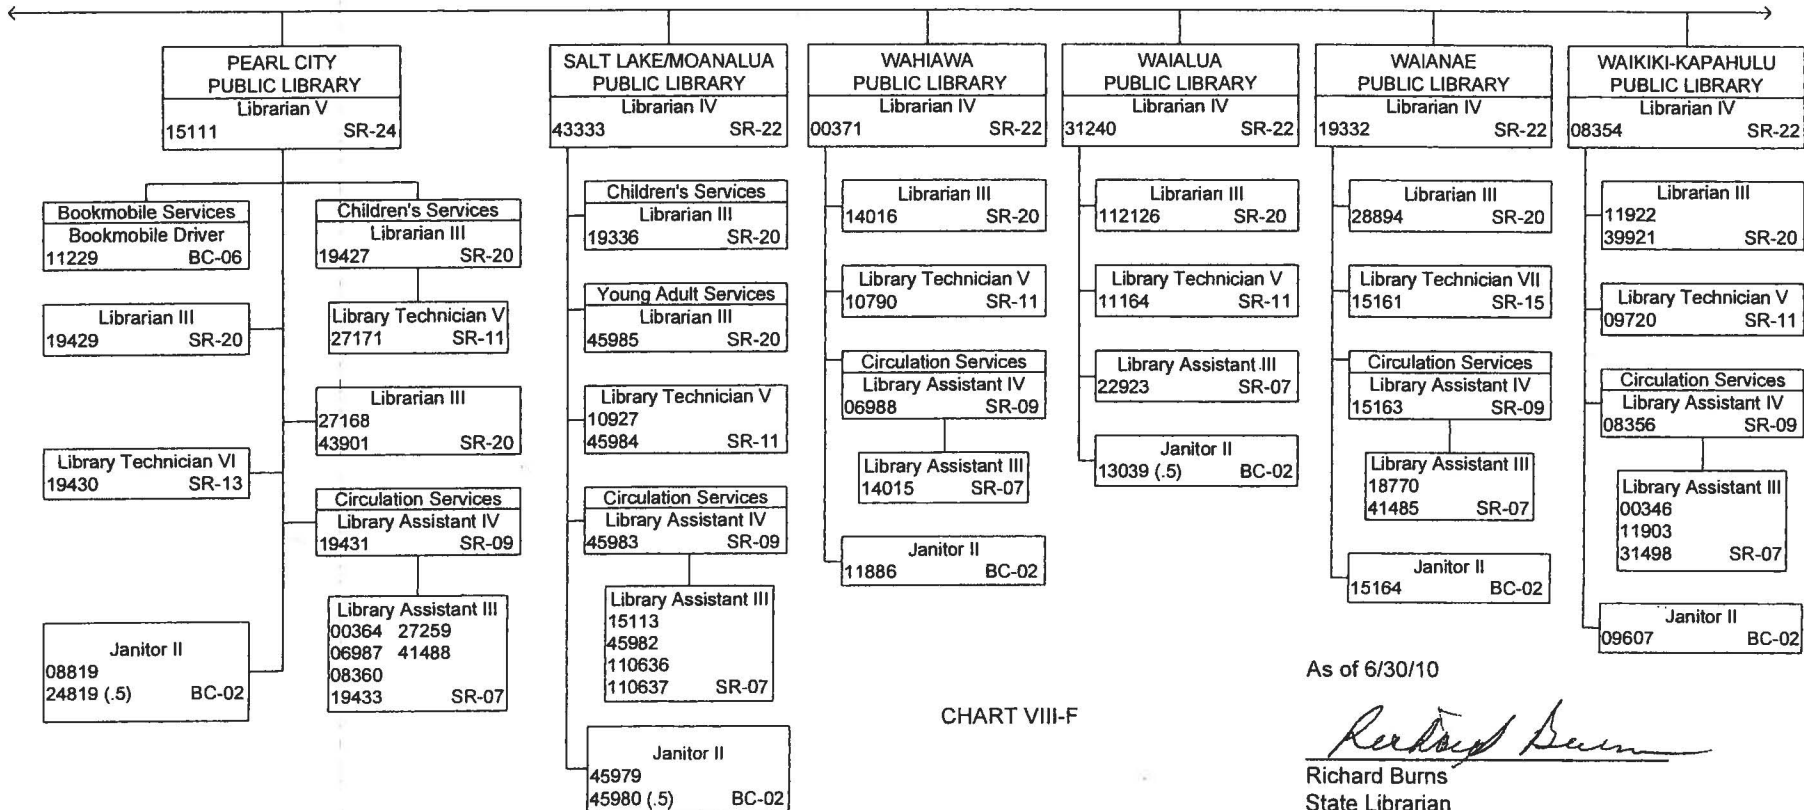 PEARL CITY
PUBLIC LIBRARY
Librarian V
15111 SR-24
Bookmobile Services
Bookmobile Driver
11229 BC-06
Children's Services
Librarian III
19427 SR-20
Library Technician V
27171 SR-11
Librarian III
19429 SR-20
Librarian III
27168
43901 SR-20
Library Technician VI
19430 SR-13
Circulation Services
Library Assistant IV
19431 SR-09
Library Assistant III
00364 27259
06987 41488
08360
19433 SR-07
Janitor II
08819
24819 (.5) BC-02
SALT LAKE/MOANALUA
PUBLIC LIBRARY
Librarian IV
43333 SR-22
Children's Services
Librarian III
19336 SR-20
Young Adult Services
Librarian III
45985 SR-20
Library Technician V
10927
45984 SR-11
Circulation Services
Library Assistant IV
45983 SR-09
Library Assistant III
15113
45982
110636
110637 SR-07
Janitor II
45979
45980 (.5) BC-02
WAHIAWA
PUBLIC LIBRARY
Librarian IV
00371 SR-22
Librarian III
14016 SR-20
Library Technician V
10790 SR-11
Circulation Services
Library Assistant IV
06988 SR-09
Library Assistant III
14015 SR-07
Janitor II
11886 BC-02
WAIALUA
PUBLIC LIBRARY
Librarian IV
31240 SR-22
Librarian III
112126 SR-20
Library Technician V
11164 SR-11
Library Assistant III
22923 SR-07
Janitor II
13039 (.5) BC-02
WAIANAE
PUBLIC LIBRARY
Librarian IV
19332 SR-22
Librarian III
28894 SR-20
Library Technician VII
15161 SR-15
Circulation Services
Library Assistant IV
15163 SR-09
Library Assistant III
18770
41485 SR-07
Janitor II
15164 BC-02
WAIKIKI-KAPAHULU
PUBLIC LIBRARY
Librarian IV
08354 SR-22
Librarian III
11922
39921 SR-20
Library Technician V
09720 SR-11
Circulation Services
Library Assistant IV
08356 SR-09
Library Assistant III
00346
11903
31498 SR-07
Janitor II
09607 BC-02
CHART VIII-F
As of 6/30/10
Richard Burns
Richard Burns
State Librarian